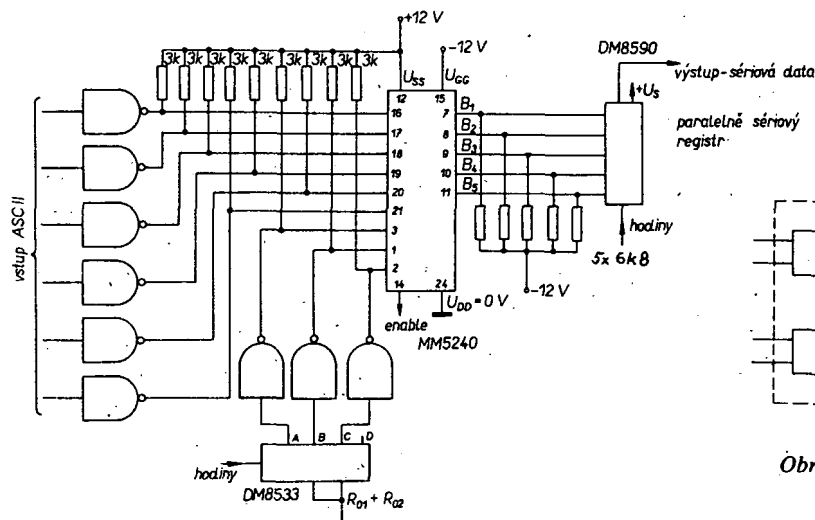 +12 V
-12 V
DM8590
3k 3k 3k 3k 3k 3k 3k 3k 3k
U_SS
U_GG
výstup-sériová data
+U_S
12
15
16
17
18
19
20
21
3
1
2
14
7
8
9
10
11
24
B_1
B_2
B_3
B_4
B_5
paralelně sériový
registr
hodiny
5x 6k8
-12 V
vstup ASCII
enable
U_DD = 0 V
MM5240
A B C D
hodiny
DM8533
R_01 + R_02
Obr